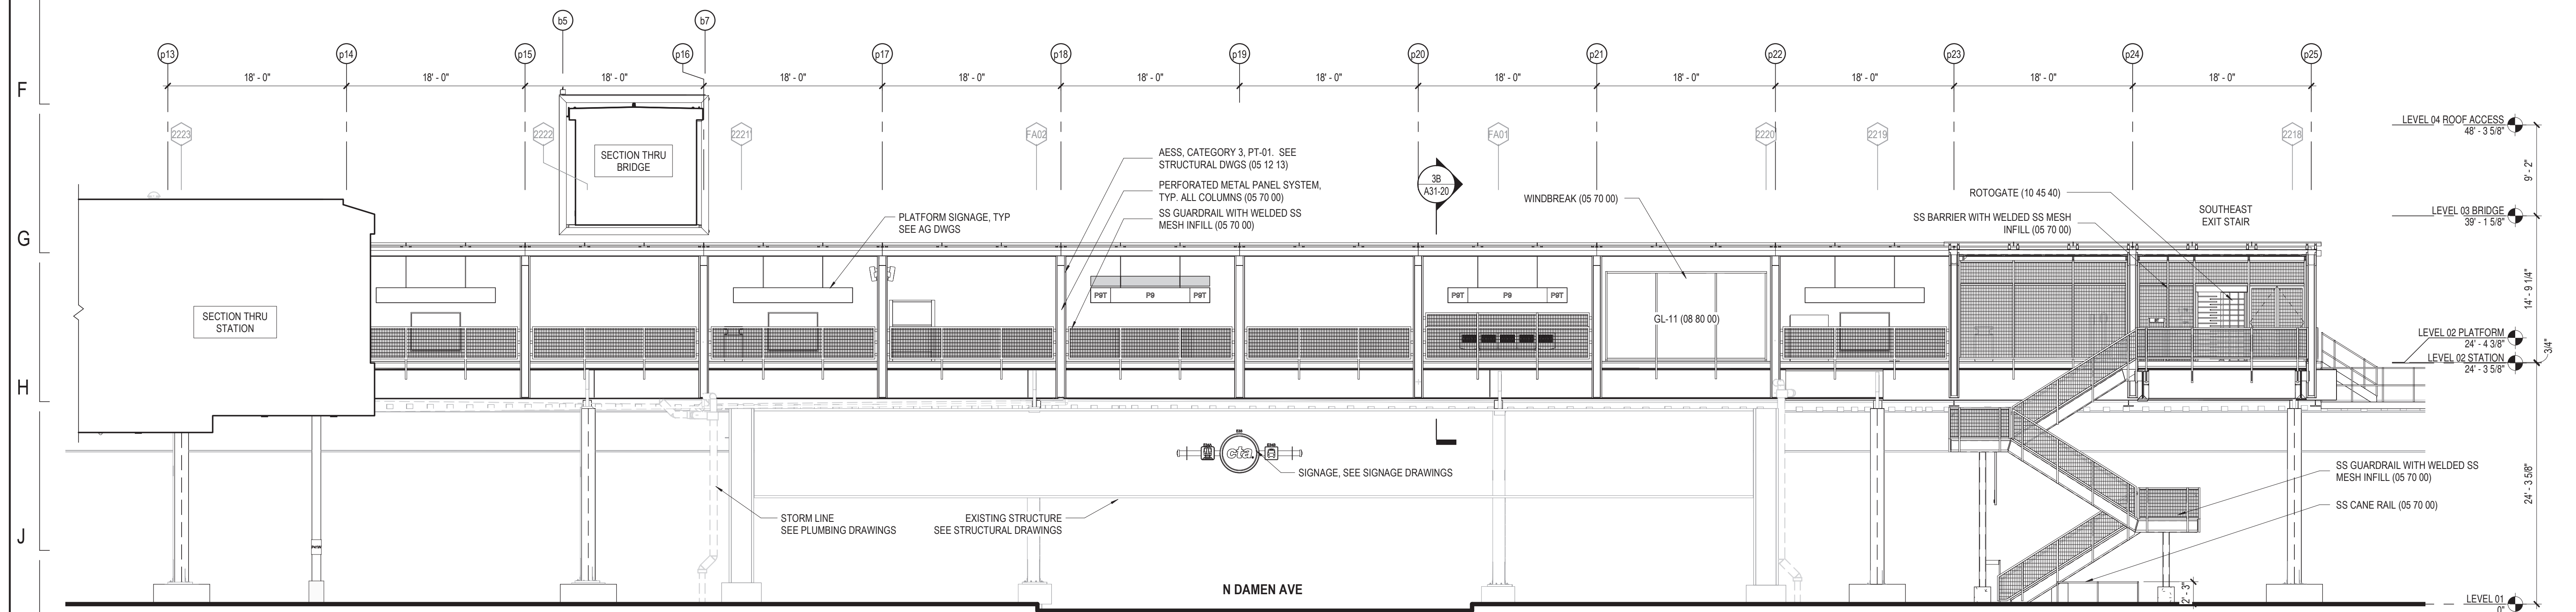 b5
b7
p13
p14
p15
p16
p17
p18
p19
p20
p21
p22
p23
p24
p25
18' - 0"
18' - 0"
18' - 0"
18' - 0"
18' - 0"
18' - 0"
18' - 0"
18' - 0"
18' - 0"
18' - 0"
18' - 0"
18' - 0"
F
G
H
J
2223
2222
2221'
FA02
FA01
2220'
2219
2218
SECTION THRU
BRIDGE
AESS, CATEGORY 3, PT-01. SEE
STRUCTURAL DWGS (05 12 13)
PERFORATED METAL PANEL SYSTEM,
TYP. ALL COLUMNS (05 70 00)
SS GUARDRAIL WITH WELDED SS
MESH INFILL (05 70 00)
PLATFORM SIGNAGE, TYP
SEE AG DWGS
3B
A31-20
WINDBREAK (05 70 00)
ROTOGATE (10 45 40)
SS BARRIER WITH WELDED SS MESH
INFILL (05 70 00)
SOUTHEAST
EXIT STAIR
LEVEL 04 ROOF ACCESS
48' - 3 5/8"
9' - 2"
LEVEL 03 BRIDGE
39' - 1 5/8"
14' - 9 1/4"
LEVEL 02 PLATFORM
24' - 4 3/8"
3/4"
LEVEL 02 STATION
24' - 3 5/8"
24' - 3 5/8"
SECTION THRU
STATION
P9T
P9
P9T
P9T
P9
P9T
GL-11 (08 80 00)
cta
SIGNAGE, SEE SIGNAGE DRAWINGS
STORM LINE
SEE PLUMBING DRAWINGS
EXISTING STRUCTURE
SEE STRUCTURAL DRAWINGS
SS GUARDRAIL WITH WELDED SS
MESH INFILL (05 70 00)
SS CANE RAIL (05 70 00)
2' - 3"
N DAMEN AVE
LEVEL 01
0"